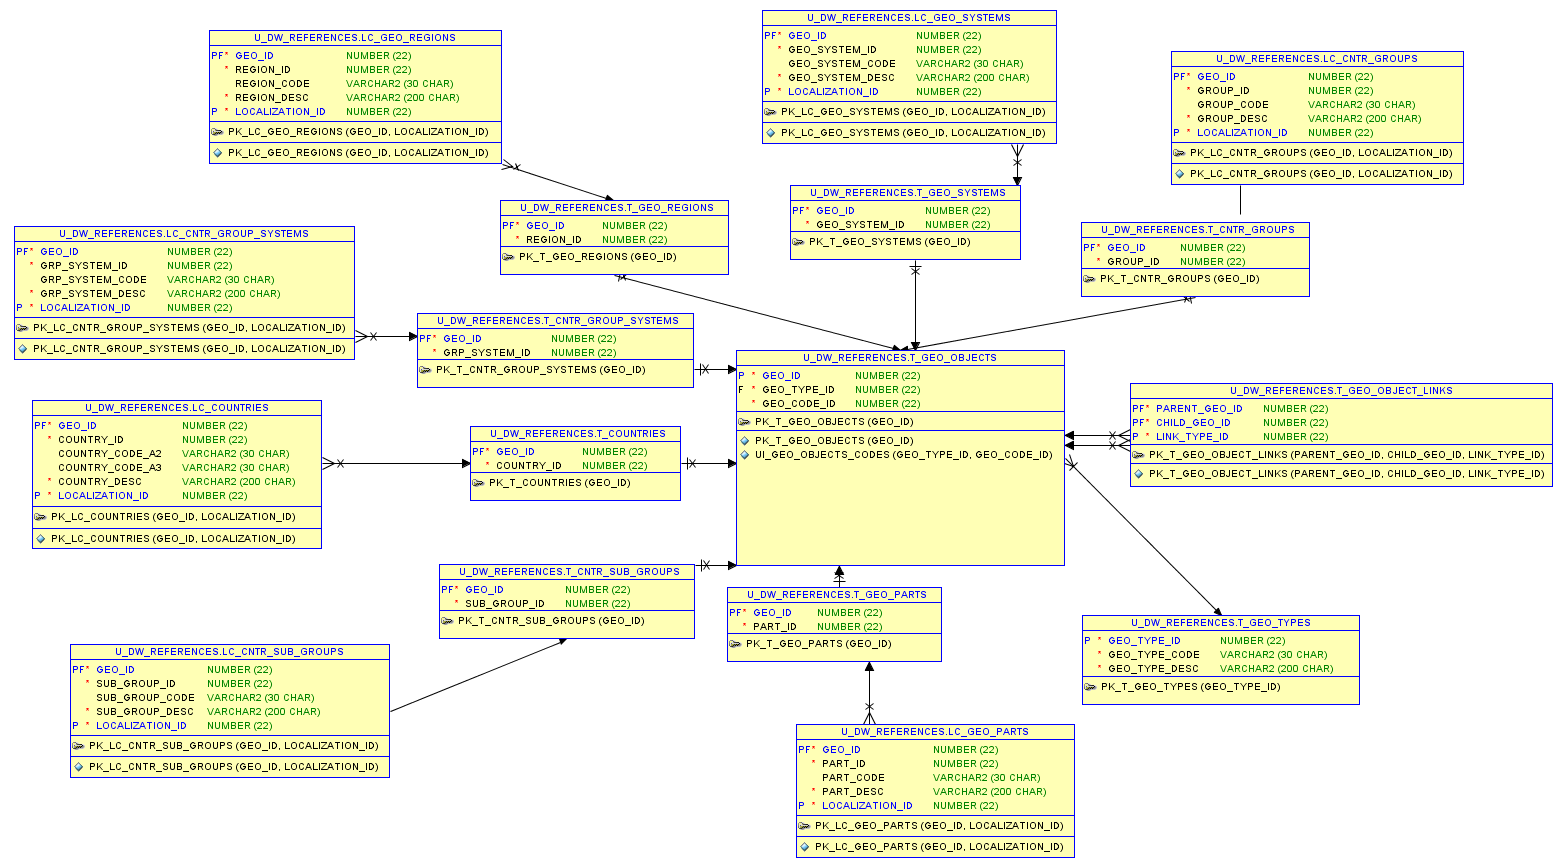 U_DW_REFERENCES.LC_GEO_REGIONS
PF* GEO_ID NUMBER (22)
* REGION_ID NUMBER (22)
REGION_CODE VARCHAR2 (30 CHAR)
* REGION_DESC VARCHAR2 (200 CHAR)
P * LOCALIZATION_ID NUMBER (22)
PK_LC_GEO_REGIONS (GEO_ID, LOCALIZATION_ID)
PK_LC_GEO_REGIONS (GEO_ID, LOCALIZATION_ID)
U_DW_REFERENCES.LC_GEO_SYSTEMS
PF* GEO_ID NUMBER (22)
* GEO_SYSTEM_ID NUMBER (22)
GEO_SYSTEM_CODE VARCHAR2 (30 CHAR)
* GEO_SYSTEM_DESC VARCHAR2 (200 CHAR)
P * LOCALIZATION_ID NUMBER (22)
PK_LC_GEO_SYSTEMS (GEO_ID, LOCALIZATION_ID)
PK_LC_GEO_SYSTEMS (GEO_ID, LOCALIZATION_ID)
U_DW_REFERENCES.LC_CNTR_GROUPS
PF* GEO_ID NUMBER (22)
* GROUP_ID NUMBER (22)
GROUP_CODE VARCHAR2 (30 CHAR)
* GROUP_DESC VARCHAR2 (200 CHAR)
P * LOCALIZATION_ID NUMBER (22)
PK_LC_CNTR_GROUPS (GEO_ID, LOCALIZATION_ID)
PK_LC_CNTR_GROUPS (GEO_ID, LOCALIZATION_ID)
U_DW_REFERENCES.T_GEO_REGIONS
PF* GEO_ID NUMBER (22)
* REGION_ID NUMBER (22)
PK_T_GEO_REGIONS (GEO_ID)
U_DW_REFERENCES.T_GEO_SYSTEMS
PF* GEO_ID NUMBER (22)
* GEO_SYSTEM_ID NUMBER (22)
PK_T_GEO_SYSTEMS (GEO_ID)
U_DW_REFERENCES.T_CNTR_GROUPS
PF* GEO_ID NUMBER (22)
* GROUP_ID NUMBER (22)
PK_T_CNTR_GROUPS (GEO_ID)
U_DW_REFERENCES.LC_CNTR_GROUP_SYSTEMS
PF* GEO_ID NUMBER (22)
* GRP_SYSTEM_ID NUMBER (22)
GRP_SYSTEM_CODE VARCHAR2 (30 CHAR)
* GRP_SYSTEM_DESC VARCHAR2 (200 CHAR)
P * LOCALIZATION_ID NUMBER (22)
PK_LC_CNTR_GROUP_SYSTEMS (GEO_ID, LOCALIZATION_ID)
PK_LC_CNTR_GROUP_SYSTEMS (GEO_ID, LOCALIZATION_ID)
U_DW_REFERENCES.T_CNTR_GROUP_SYSTEMS
PF* GEO_ID NUMBER (22)
* GRP_SYSTEM_ID NUMBER (22)
PK_T_CNTR_GROUP_SYSTEMS (GEO_ID)
U_DW_REFERENCES.T_GEO_OBJECTS
P * GEO_ID NUMBER (22)
F * GEO_TYPE_ID NUMBER (22)
* GEO_CODE_ID NUMBER (22)
PK_T_GEO_OBJECTS (GEO_ID)
PK_T_GEO_OBJECTS (GEO_ID)
UI_GEO_OBJECTS_CODES (GEO_TYPE_ID, GEO_CODE_ID)
U_DW_REFERENCES.T_GEO_OBJECT_LINKS
PF* PARENT_GEO_ID NUMBER (22)
PF* CHILD_GEO_ID NUMBER (22)
P * LINK_TYPE_ID NUMBER (22)
PK_T_GEO_OBJECT_LINKS (PARENT_GEO_ID, CHILD_GEO_ID, LINK_TYPE_ID)
PK_T_GEO_OBJECT_LINKS (PARENT_GEO_ID, CHILD_GEO_ID, LINK_TYPE_ID)
U_DW_REFERENCES.LC_COUNTRIES
PF* GEO_ID NUMBER (22)
* COUNTRY_ID NUMBER (22)
COUNTRY_CODE_A2 VARCHAR2 (30 CHAR)
COUNTRY_CODE_A3 VARCHAR2 (30 CHAR)
* COUNTRY_DESC VARCHAR2 (200 CHAR)
P * LOCALIZATION_ID NUMBER (22)
PK_LC_COUNTRIES (GEO_ID, LOCALIZATION_ID)
PK_LC_COUNTRIES (GEO_ID, LOCALIZATION_ID)
U_DW_REFERENCES.T_COUNTRIES
PF* GEO_ID NUMBER (22)
* COUNTRY_ID NUMBER (22)
PK_T_COUNTRIES (GEO_ID)
U_DW_REFERENCES.T_CNTR_SUB_GROUPS
PF* GEO_ID NUMBER (22)
* SUB_GROUP_ID NUMBER (22)
PK_T_CNTR_SUB_GROUPS (GEO_ID)
U_DW_REFERENCES.T_GEO_PARTS
PF* GEO_ID NUMBER (22)
* PART_ID NUMBER (22)
PK_T_GEO_PARTS (GEO_ID)
U_DW_REFERENCES.T_GEO_TYPES
P * GEO_TYPE_ID NUMBER (22)
* GEO_TYPE_CODE VARCHAR2 (30 CHAR)
* GEO_TYPE_DESC VARCHAR2 (200 CHAR)
PK_T_GEO_TYPES (GEO_TYPE_ID)
U_DW_REFERENCES.LC_CNTR_SUB_GROUPS
PF* GEO_ID NUMBER (22)
* SUB_GROUP_ID NUMBER (22)
SUB_GROUP_CODE VARCHAR2 (30 CHAR)
* SUB_GROUP_DESC VARCHAR2 (200 CHAR)
P * LOCALIZATION_ID NUMBER (22)
PK_LC_CNTR_SUB_GROUPS (GEO_ID, LOCALIZATION_ID)
PK_LC_CNTR_SUB_GROUPS (GEO_ID, LOCALIZATION_ID)
U_DW_REFERENCES.LC_GEO_PARTS
PF* GEO_ID NUMBER (22)
* PART_ID NUMBER (22)
PART_CODE VARCHAR2 (30 CHAR)
* PART_DESC VARCHAR2 (200 CHAR)
P * LOCALIZATION_ID NUMBER (22)
PK_LC_GEO_PARTS (GEO_ID, LOCALIZATION_ID)
PK_LC_GEO_PARTS (GEO_ID, LOCALIZATION_ID)